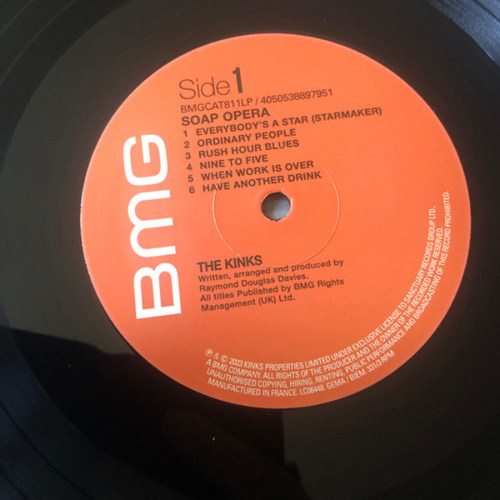 Side 1
BMGCAT811LP / 4050538897951
SOAP OPERA
1 EVERYBODY'S A STAR (STARMAKER)
2 ORDINARY PEOPLE
3 RUSH HOUR BLUES
4 NINE TO FIVE
5 WHEN WORK IS OVER
6 HAVE ANOTHER DRINK
BMG
THE KINKS
Written, arranged and produced by
Raymond Douglas Davies.
All titles Published by BMG Rights
Management (UK) Ltd.
℗ & © 2023 KINKS PROPERTIES LIMITED UNDER EXCLUSIVE LICENSE TO SANCTUARY RECORDS GROUP LTD.,
A BMG COMPANY. ALL RIGHTS OF THE PRODUCER AND THE OWNER OF THE RECORDED WORK RESERVED
UNAUTHORISED COPYING, HIRING, RENTING, PUBLIC PERFORMANCE AND BROADCASTING OF THIS RECORD PROHIBITED.
MANUFACTURED IN FRANCE. LC06448. GEMA / BIEM. 33 1/3 RPM